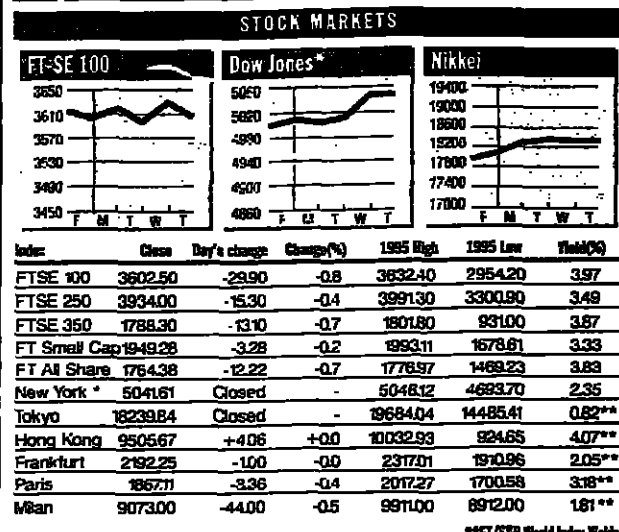 STOCK MARKETS
FT-SE 100
3650
3610
3570
3530
3490
3450
F M T W T
Dow Jones*
5060
5020
4980
4940
4900
4860
F M T W T
Nikkei
19400
19000
18600
18200
17800
17400
17000
F M T W T
Index Close Day's change Change(%) 1995 High 1995 Low Yield(%)
FTSE 100 3602.50 -29.90 -0.8 3632.40 2954.20 3.97
FTSE 250 3934.00 -15.30 -0.4 3991.30 3300.90 3.49
FTSE 350 1788.30 -13.10 -0.7 1801.80 931.00 3.87
FT Small Cap 1949.28 -3.28 -0.2 1993.11 1678.61 3.33
FT All Share 1764.38 -12.22 -0.7 1776.97 1469.23 3.83
New York * 5041.61 Closed - 5046.12 4693.70 2.35
Tokyo 18239.84 Closed - 19684.04 14485.41 0.82**
Hong Kong 9505.67 +4.06 +0.0 10032.93 924.65 4.07**
Frankfurt 2192.25 -1.00 -0.0 2317.01 1910.96 2.05**
Paris 1867.11 -3.36 -0.4 2017.27 1700.58 3.18**
Milan 9073.00 -44.00 -0.5 9911.00 8912.00 1.81**
World Index Yields